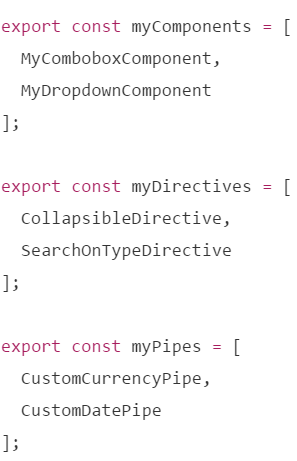 export const myComponents = [
  MyComboboxComponent,
  MyDropdownComponent
];

export const myDirectives = [
  CollapsibleDirective,
  SearchOnTypeDirective
];

export const myPipes = [
  CustomCurrencyPipe,
  CustomDatePipe
];